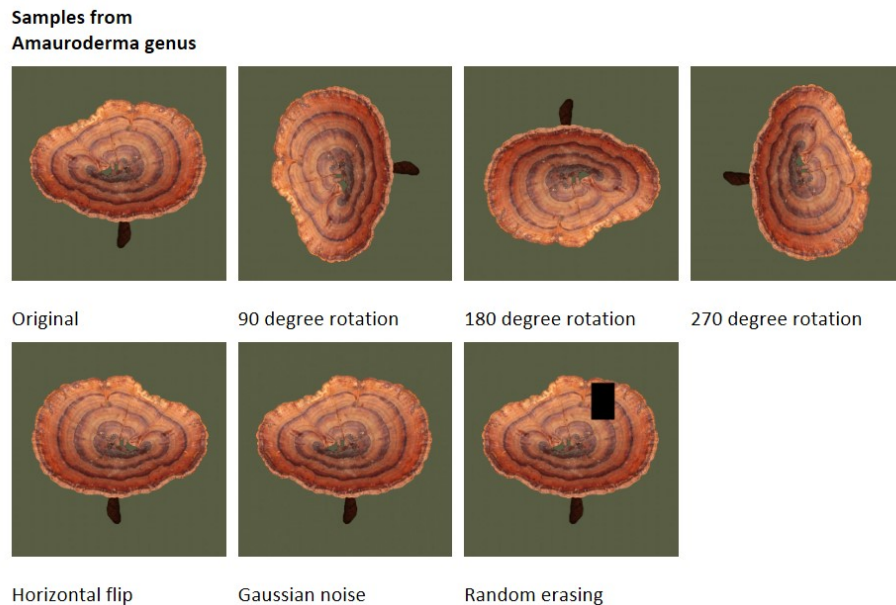 Samples from
Amauroderma genus
Original
90 degree rotation
180 degree rotation
270 degree rotation
Horizontal flip
Gaussian noise
Random erasing